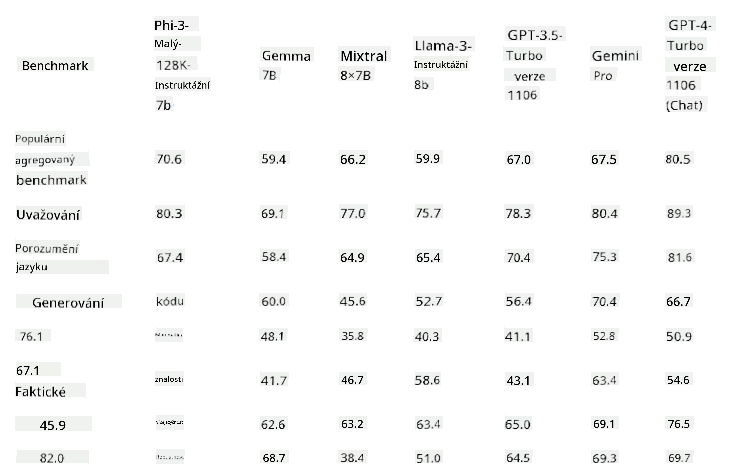 Benchmark Phi-3-Malý-128K-Instruktážní 7b Gemma 7B Mixtral 8×7B Llama-3-Instruktážní 8b GPT-3.5-Turbo verze 1106 Gemini Pro GPT-4-Turbo verze 1106 (Chat)
Populární agregovaný benchmark 70.6 59.4 66.2 59.9 67.0 67.5 80.5
Uvažování 80.3 69.1 77.0 75.7 78.3 80.4 89.3
Porozumění jazyku 67.4 58.4 64.9 65.4 70.4 75.3 81.6
Generování kódu 60.0 45.6 52.7 56.4 70.4 66.7
76.1 48.1 35.8 40.3 41.1 52.8 50.9
67.1 Faktické znalosti 41.7 46.7 58.6 43.1 63.4 54.6
45.9 62.6 63.2 63.4 65.0 69.1 76.5
82.0 68.7 38.4 51.0 64.5 69.3 69.7